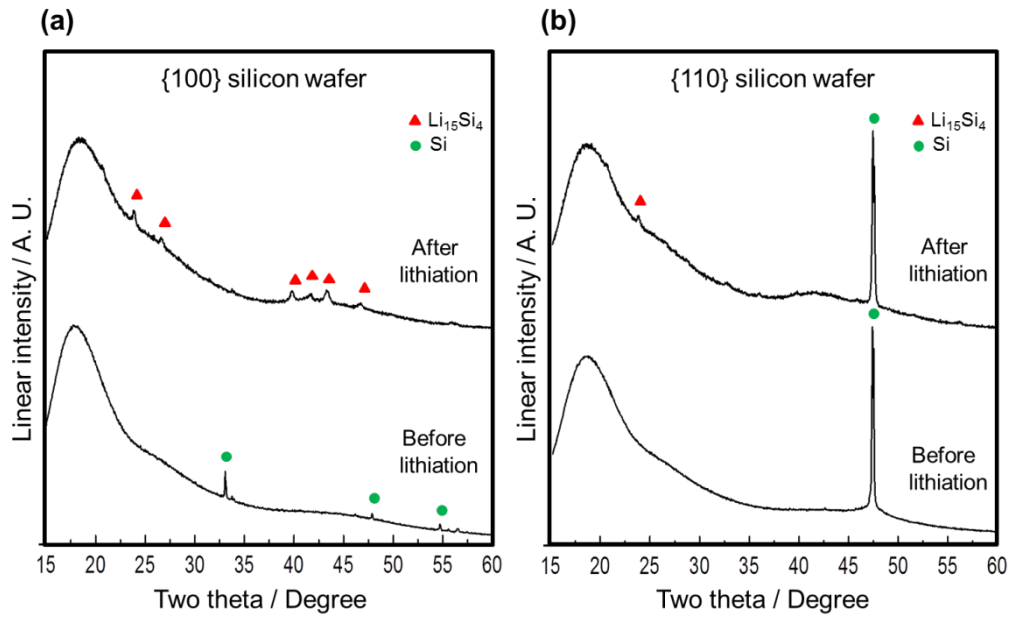 (a)
{100} silicon wafer
Li₁₅Si₄
Si
After
lithiation
Before
lithiation
Linear intensity / A. U.
15 20 25 30 35 40 45 50 55 60
Two theta / Degree
(b)
{110} silicon wafer
Li₁₅Si₄
Si
After
lithiation
Before
lithiation
Linear intensity / A. U.
15 20 25 30 35 40 45 50 55 60
Two theta / Degree